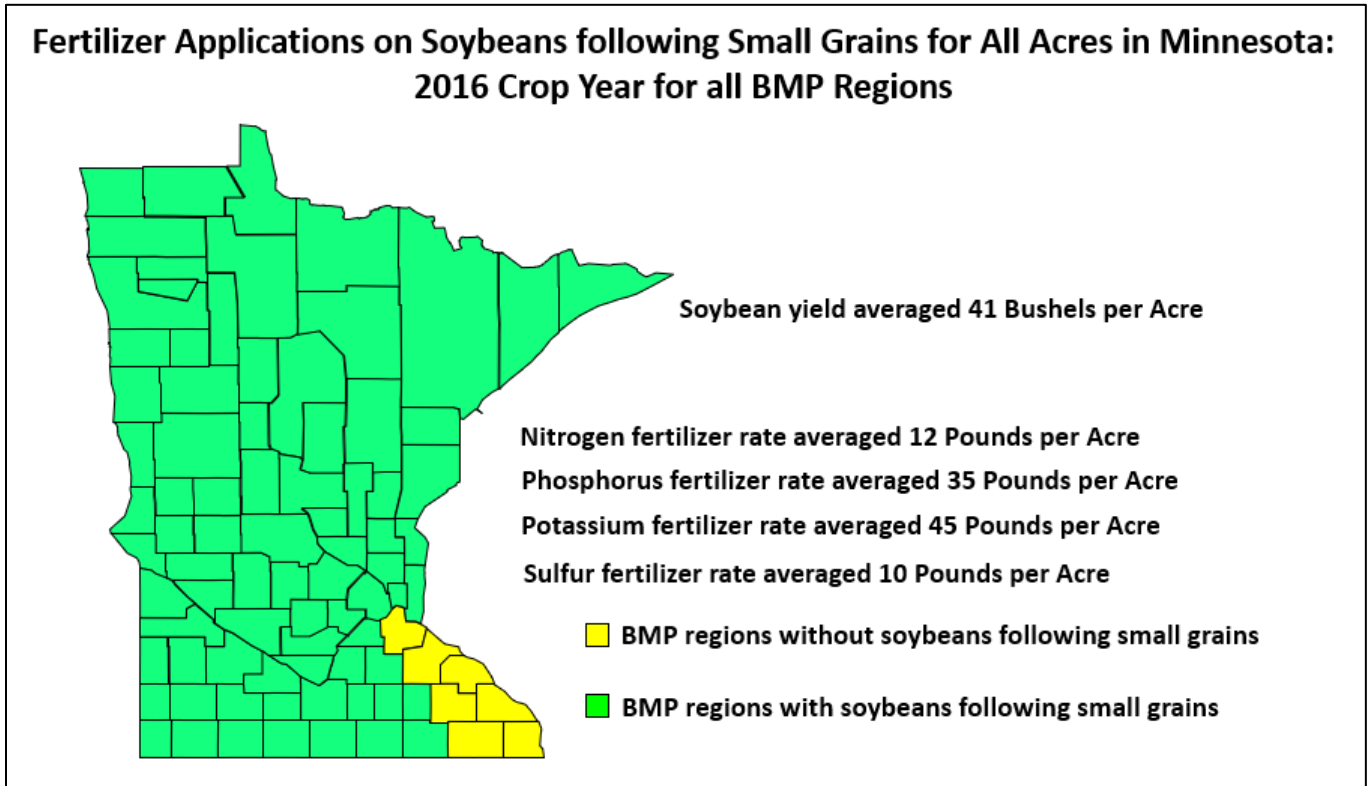 Fertilizer Applications on Soybeans following Small Grains for All Acres in Minnesota:
2016 Crop Year for all BMP Regions
Soybean yield averaged 41 Bushels per Acre
Nitrogen fertilizer rate averaged 12 Pounds per Acre
Phosphorus fertilizer rate averaged 35 Pounds per Acre
Potassium fertilizer rate averaged 45 Pounds per Acre
Sulfur fertilizer rate averaged 10 Pounds per Acre
BMP regions without soybeans following small grains
BMP regions with soybeans following small grains